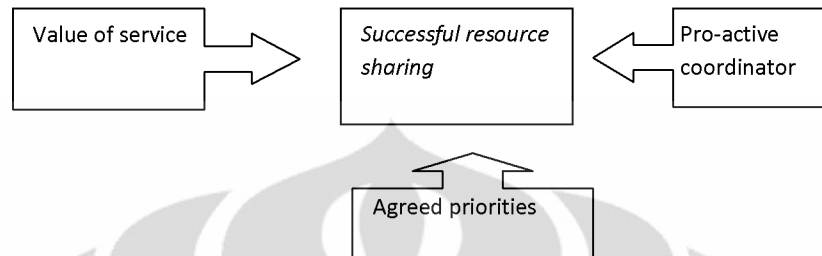 Value of service
Successful resource
sharing
Pro-active
coordinator
Agreed priorities